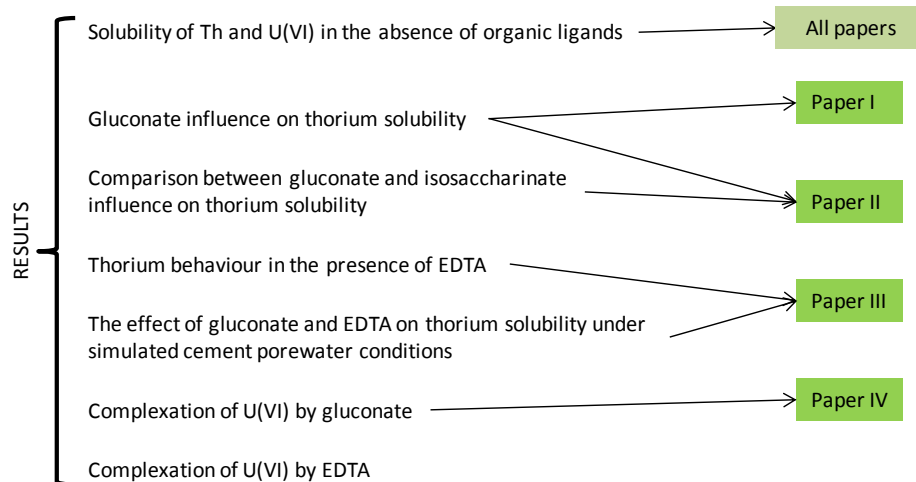 RESULTS
Solubility of Th and U(VI) in the absence of organic ligands
All papers
Gluconate influence on thorium solubility
Paper I
Comparison between gluconate and isosaccharinate
influence on thorium solubility
Paper II
Thorium behaviour in the presence of EDTA
Paper III
The effect of gluconate and EDTA on thorium solubility under
simulated cement porewater conditions
Complexation of U(VI) by gluconate
Paper IV
Complexation of U(VI) by EDTA